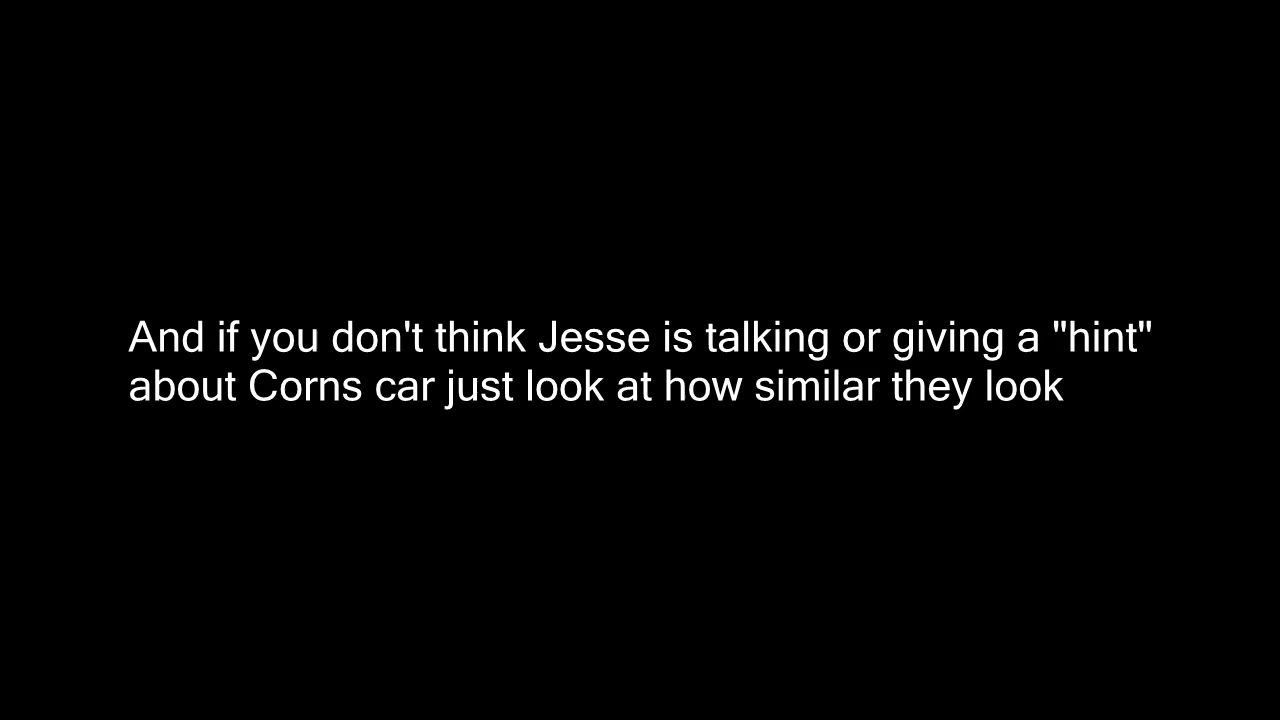 And if you don't think Jesse is talking or giving a "hint"
about Corns car just look at how similar they look